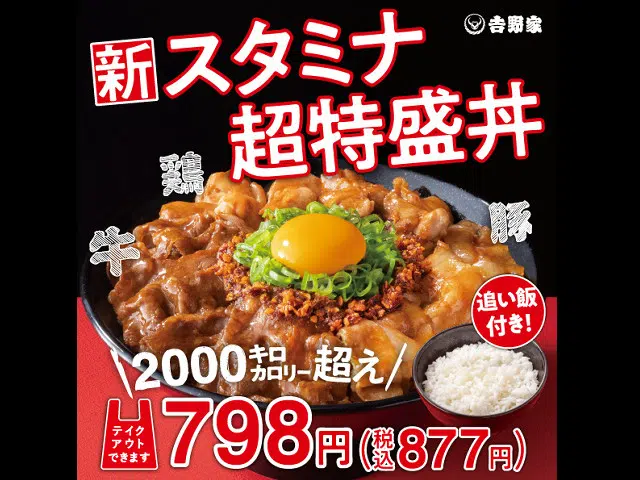 吉野家
新 スタミナ
超特盛丼
鶏
牛
豚
追い飯
付き!
2000キロカロリー超え
テイク
アウト
できます
798円(税込877円)